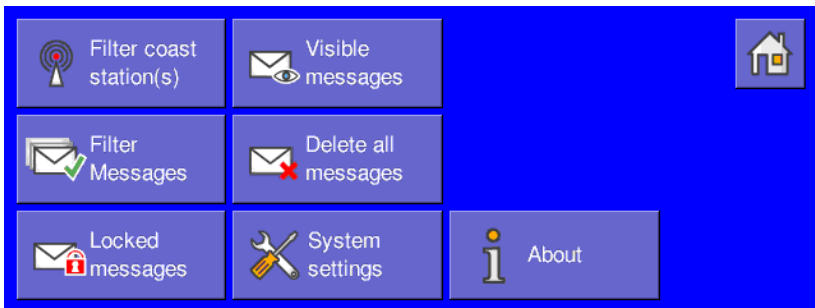 Filter coast
station(s)
Visible
messages
Filter
Messages
Delete all
messages
Locked
messages
System
settings
About